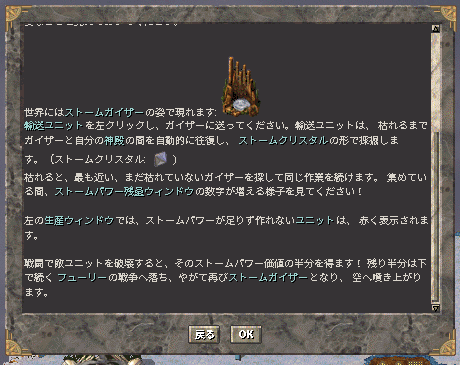 世界にはストームガイザーの姿で現れます:
輸送ユニットを左クリックし、ガイザーに送ってください。輸送ユニットは、 枯れるまで
ガイザーと自分の神殿の間を自動的に往復し、 ストームクリスタルの形で採掘しま
す。（ストームクリスタル: ）
枯れると、最も近い、まだ枯れていないガイザーを探して同じ作業を続けます。 集めてい
る間、ストームパワー残量ウィンドウの数字が増える様子を見てください！
左の生産ウィンドウでは、ストームパワーが足りず作れないユニットは、 赤く表示されま
す。
戦闘で敵ユニットを破壊すると、そのストームパワー価値の半分を得ます！ 残り半分は下
で続く フューリーの戦争へ落ち、やがて再びストームガイザーとなり、 空へ噴き上がり
ます。
戻る OK